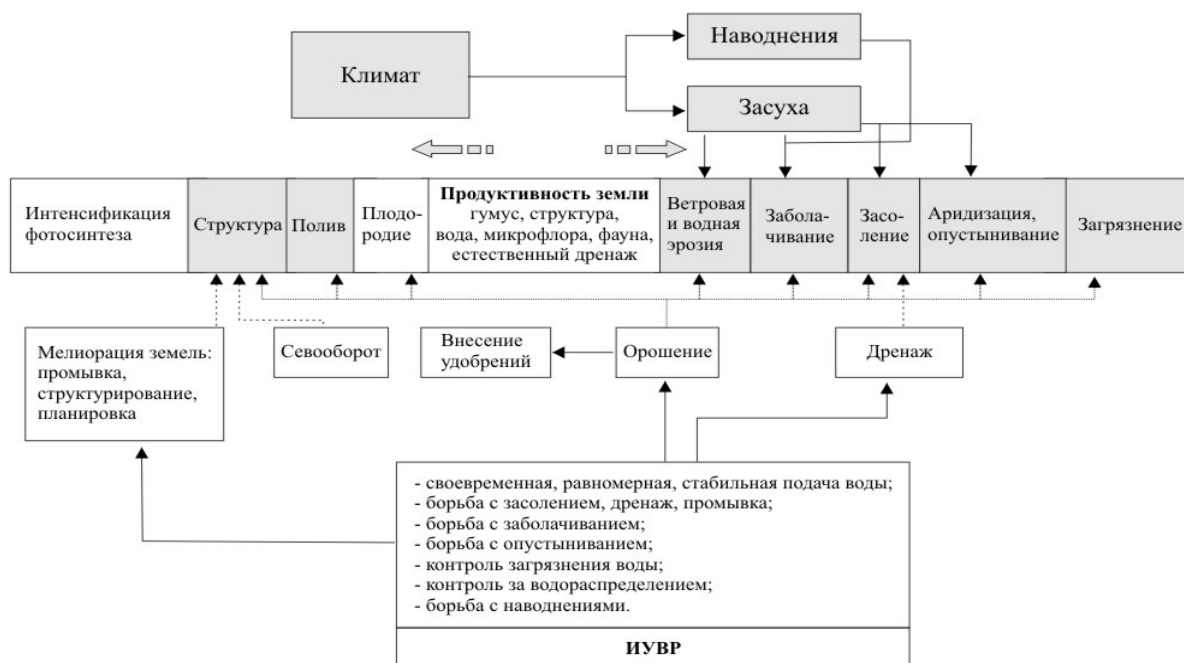 Наводнения
Климат
Засуха
Интенсификация
фотосинтеза
Структура
Полив
Плодо-
родие
Продуктивность земли
гумус, структура,
вода, микрофлора, фауна,
естественный дренаж
Ветровая
и водная
эрозия
Забола-
чивание
Засо-
ление
Аридизация,
опустынивание
Загрязнение
Мелиорация земель:
промывка,
структурирование,
планировка
Севооборот
Внесение
удобрений
Орошение
Дренаж
- своевременная, равномерная, стабильная подача воды;
- борьба с засолением, дренаж, промывка;
- борьба с заболачиванием;
- борьба с опустыниванием;
- контроль загрязнения воды;
- контроль за водораспределением;
- борьба с наводнениями.
ИУВР